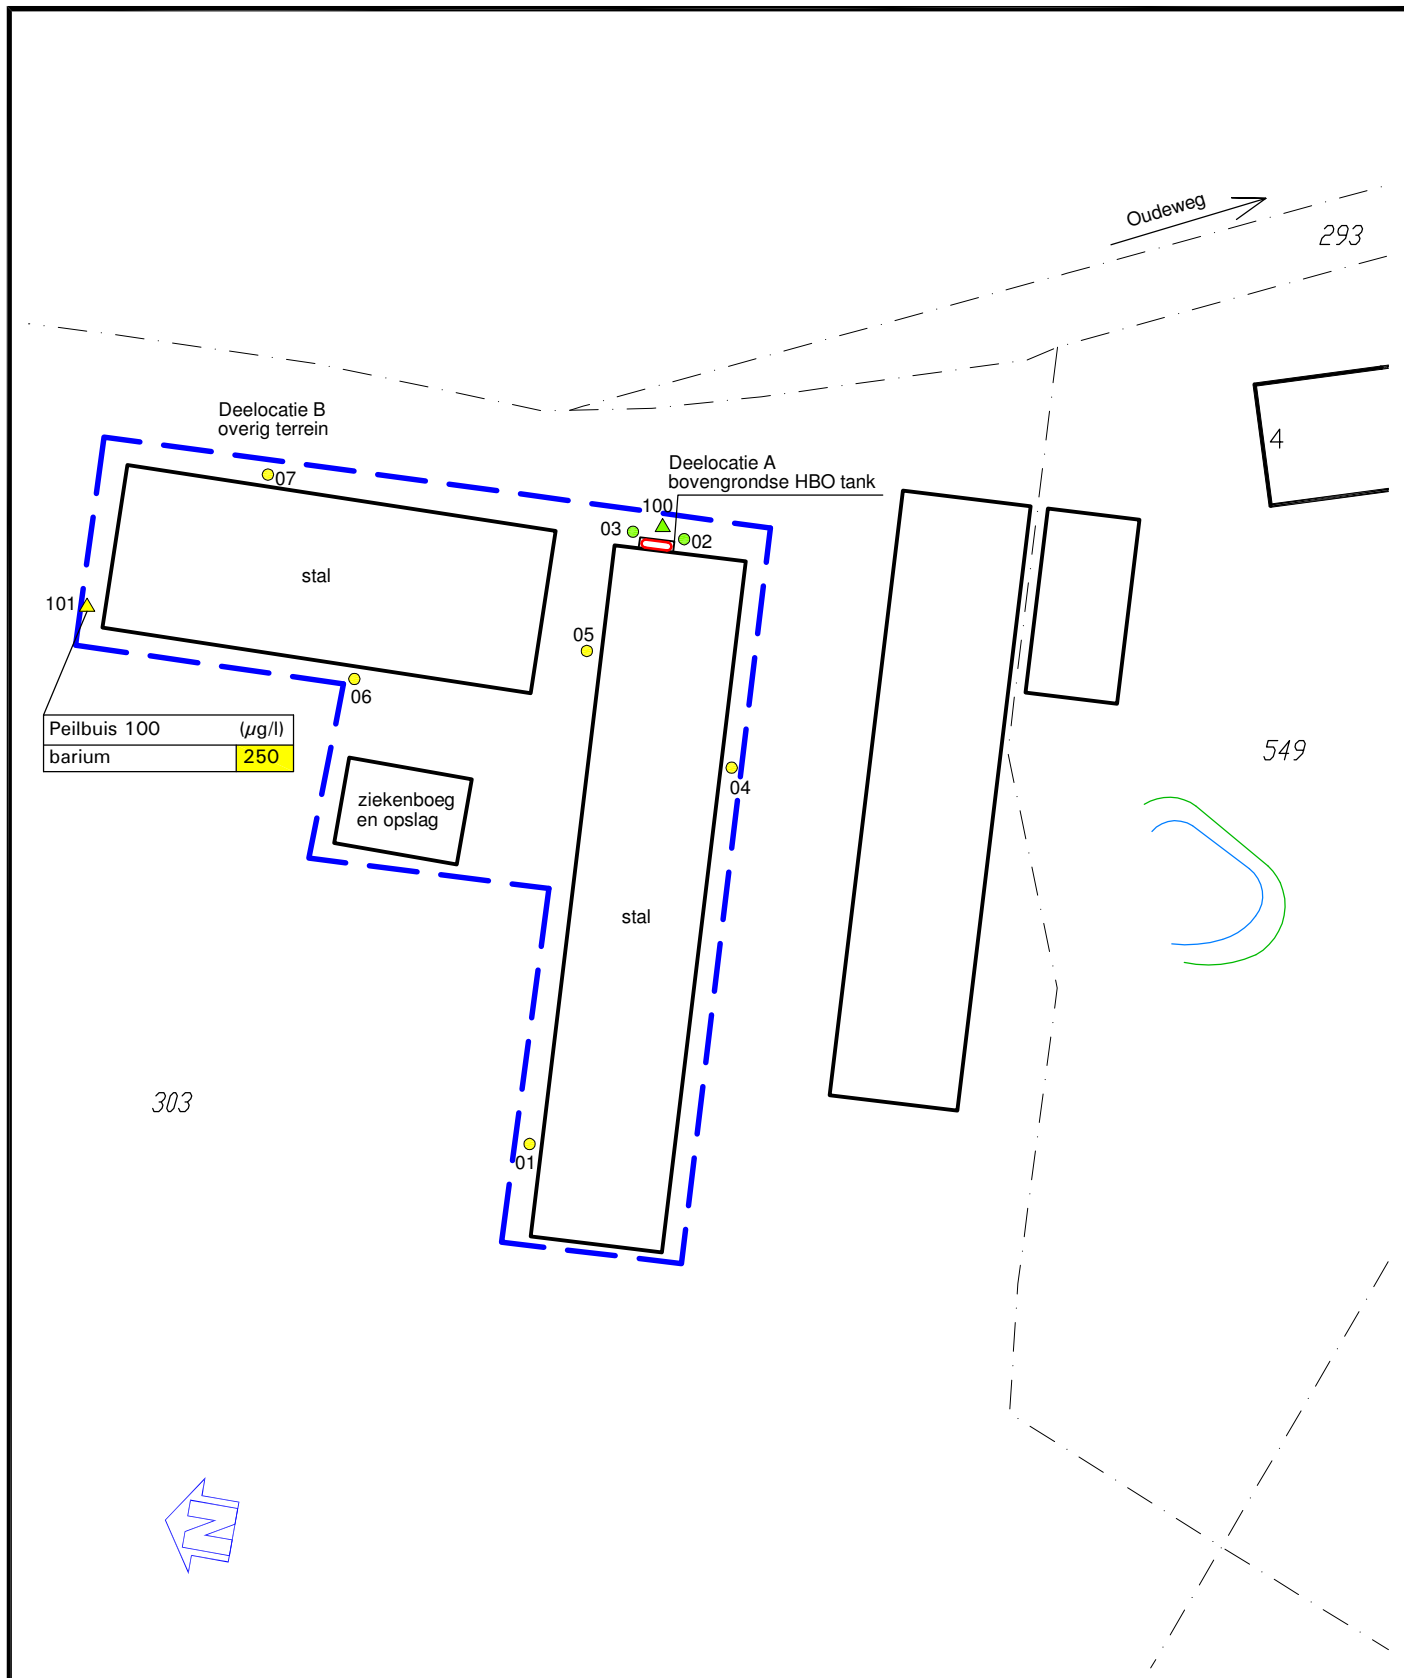 Oudeweg
293
Deelocatie B
overig terrein
4
Deelocatie A
bovengrondse HBO tank
07
100
03
02
stal
101
05
06
Peilbuis 100 (µg/l)
barium 250
549
04
ziekenboeg
en opslag
stal
303
01
N